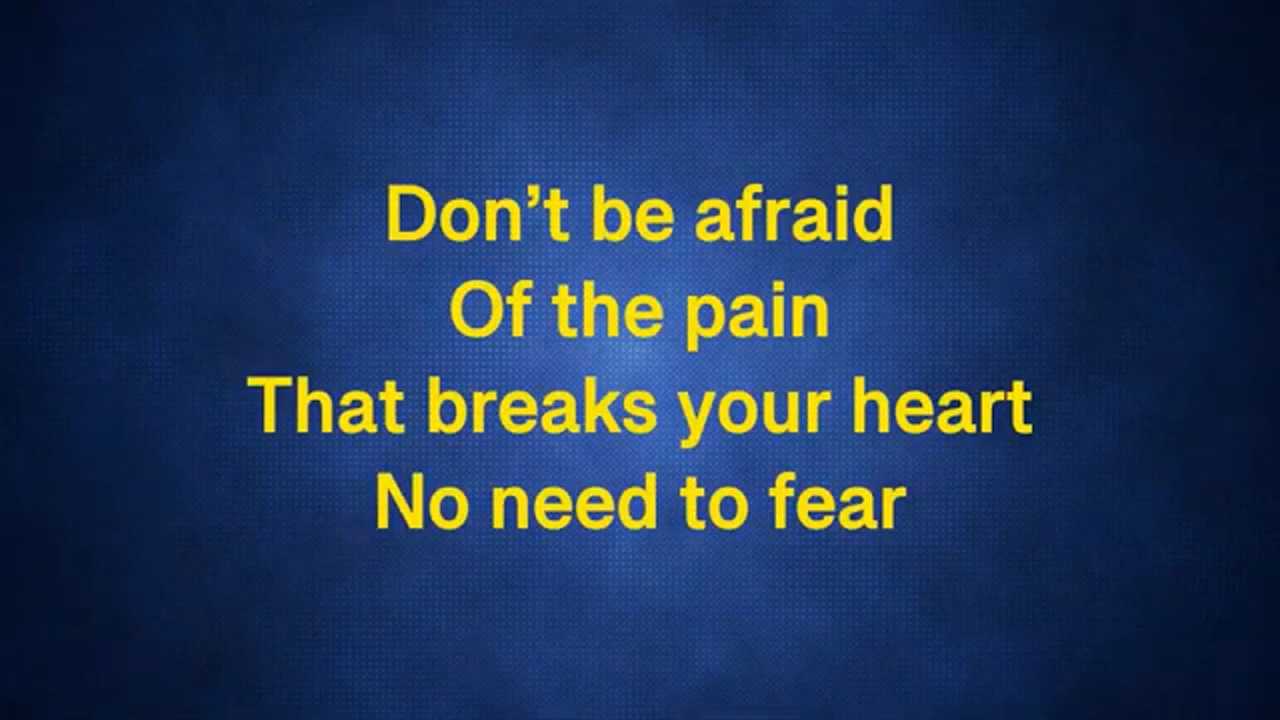 Don’t be afraid
Of the pain
That breaks your heart
No need to fear